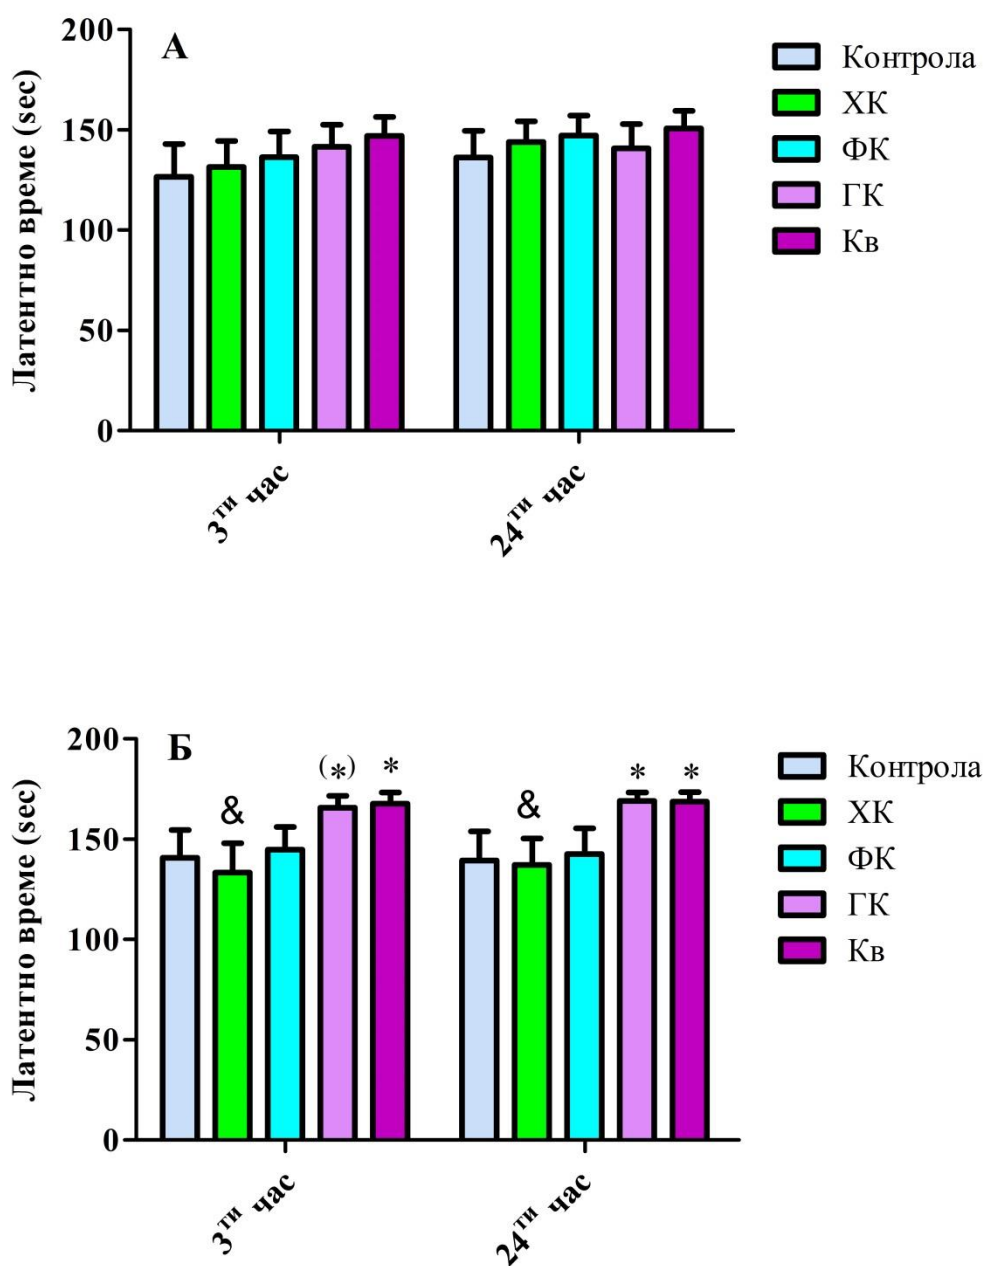 А
Латентно време (sec)
200
150
100
50
0
3ти час
24ти час
Контрола
ХК
ФК
ГК
Кв
Б
Латентно време (sec)
200
150
100
50
0
&
(*)
*
&
*
*
3ти час
24ти час
Контрола
ХК
ФК
ГК
Кв